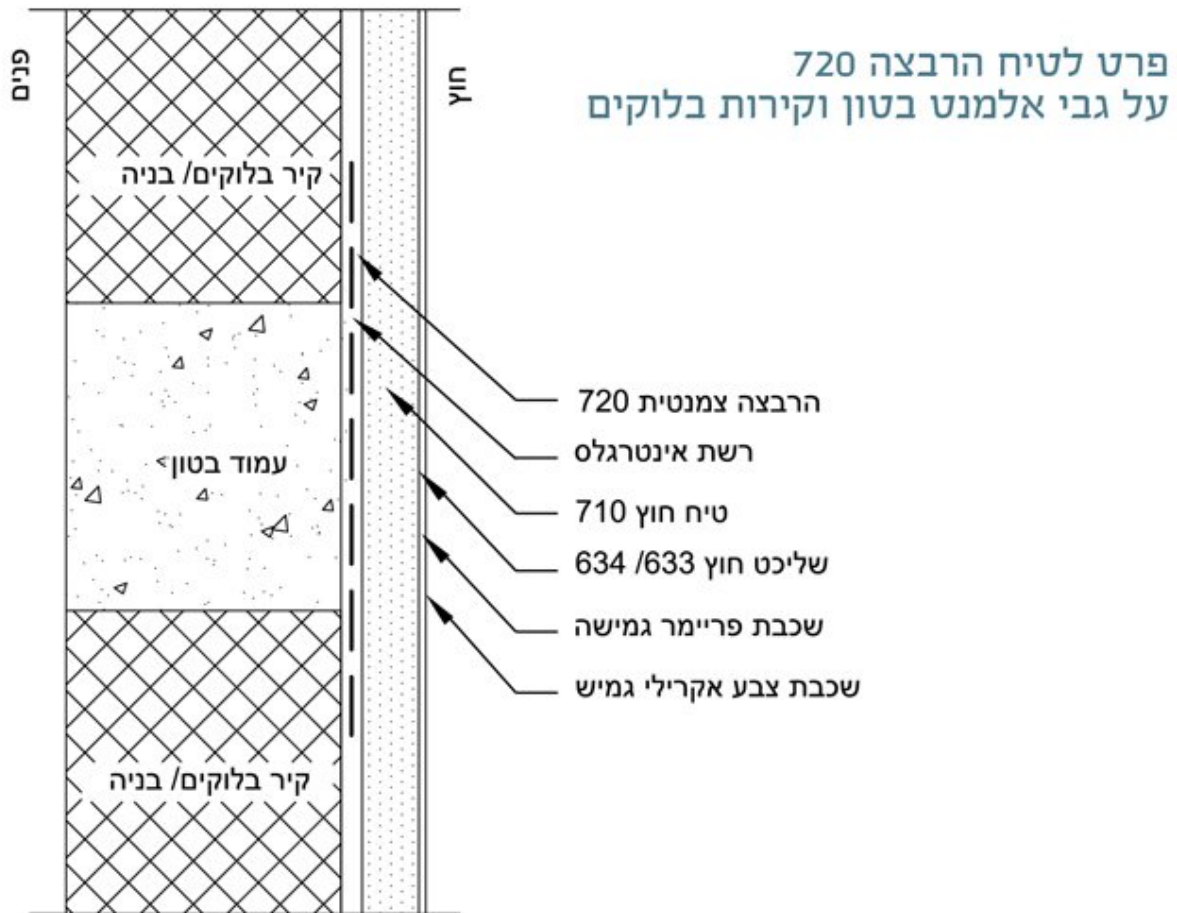 פרט לטיח הרבצה 720
על גבי אלמנט בטון וקירות בלוקים
פנים
חוץ
קיר בלוקים/ בניה
עמוד בטון
קיר בלוקים/ בניה
הרבצה צמנטית 720
רשת אינטרגלס
טיח חוץ 710
שליכט חוץ 633/ 634
שכבת פריימר גמישה
שכבת צבע אקרילי גמיש